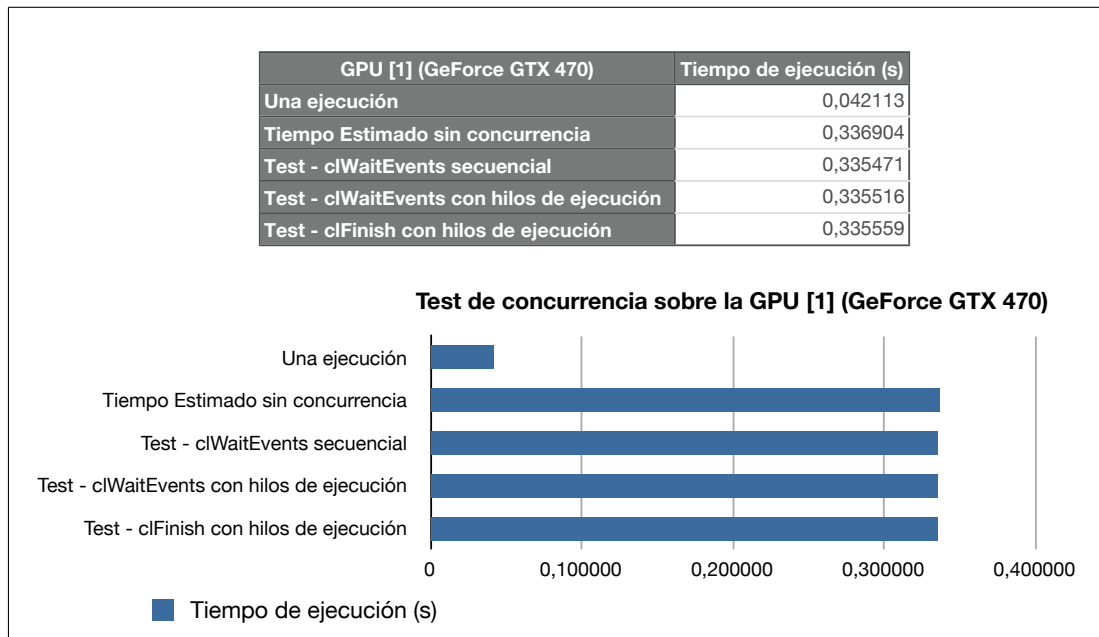 GPU [1] (GeForce GTX 470) Tiempo de ejecución (s)
Una ejecución 0,042113
Tiempo Estimado sin concurrencia 0,336904
Test - clWaitEvents secuencial 0,335471
Test - clWaitEvents con hilos de ejecución 0,335516
Test - clFinish con hilos de ejecución 0,335559
Test de concurrencia sobre la GPU [1] (GeForce GTX 470)
Una ejecución
Tiempo Estimado sin concurrencia
Test - clWaitEvents secuencial
Test - clWaitEvents con hilos de ejecución
Test - clFinish con hilos de ejecución
0 0,100000 0,200000 0,300000 0,400000
Tiempo de ejecución (s)